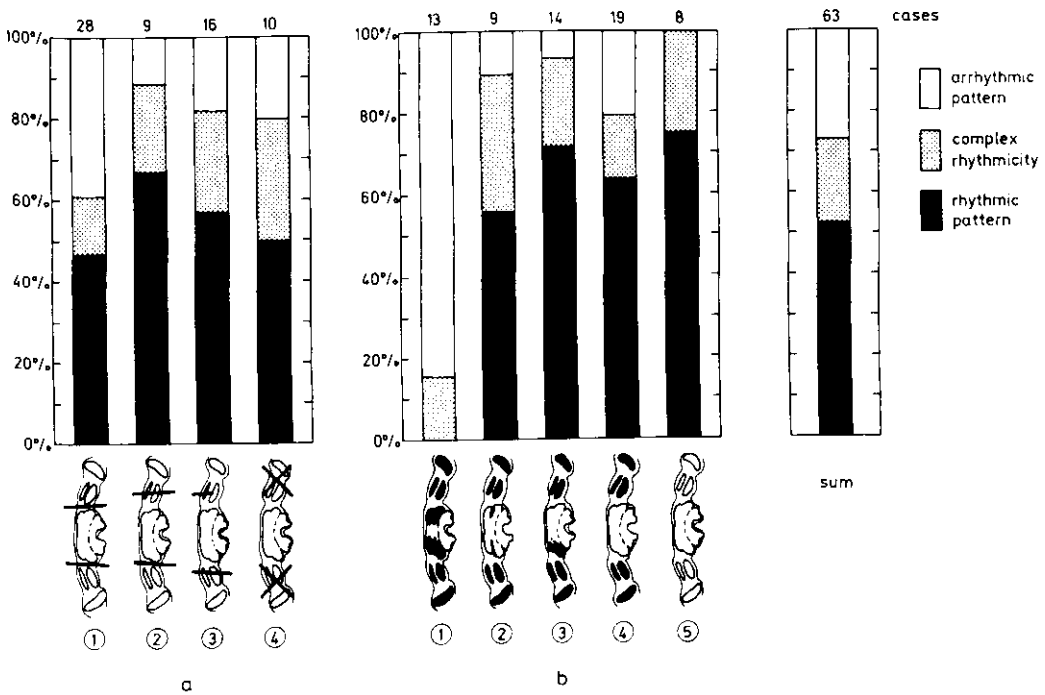 28 9 16 10
100%
80%
60%
40%
20%
0%
① ② ③ ④
a
13 9 14 19 8
100%
80%
60%
40%
20%
0%
① ② ③ ④ ⑤
b
63 cases
sum
arrhythmic
pattern
complex
rhythmicity
rhythmic
pattern